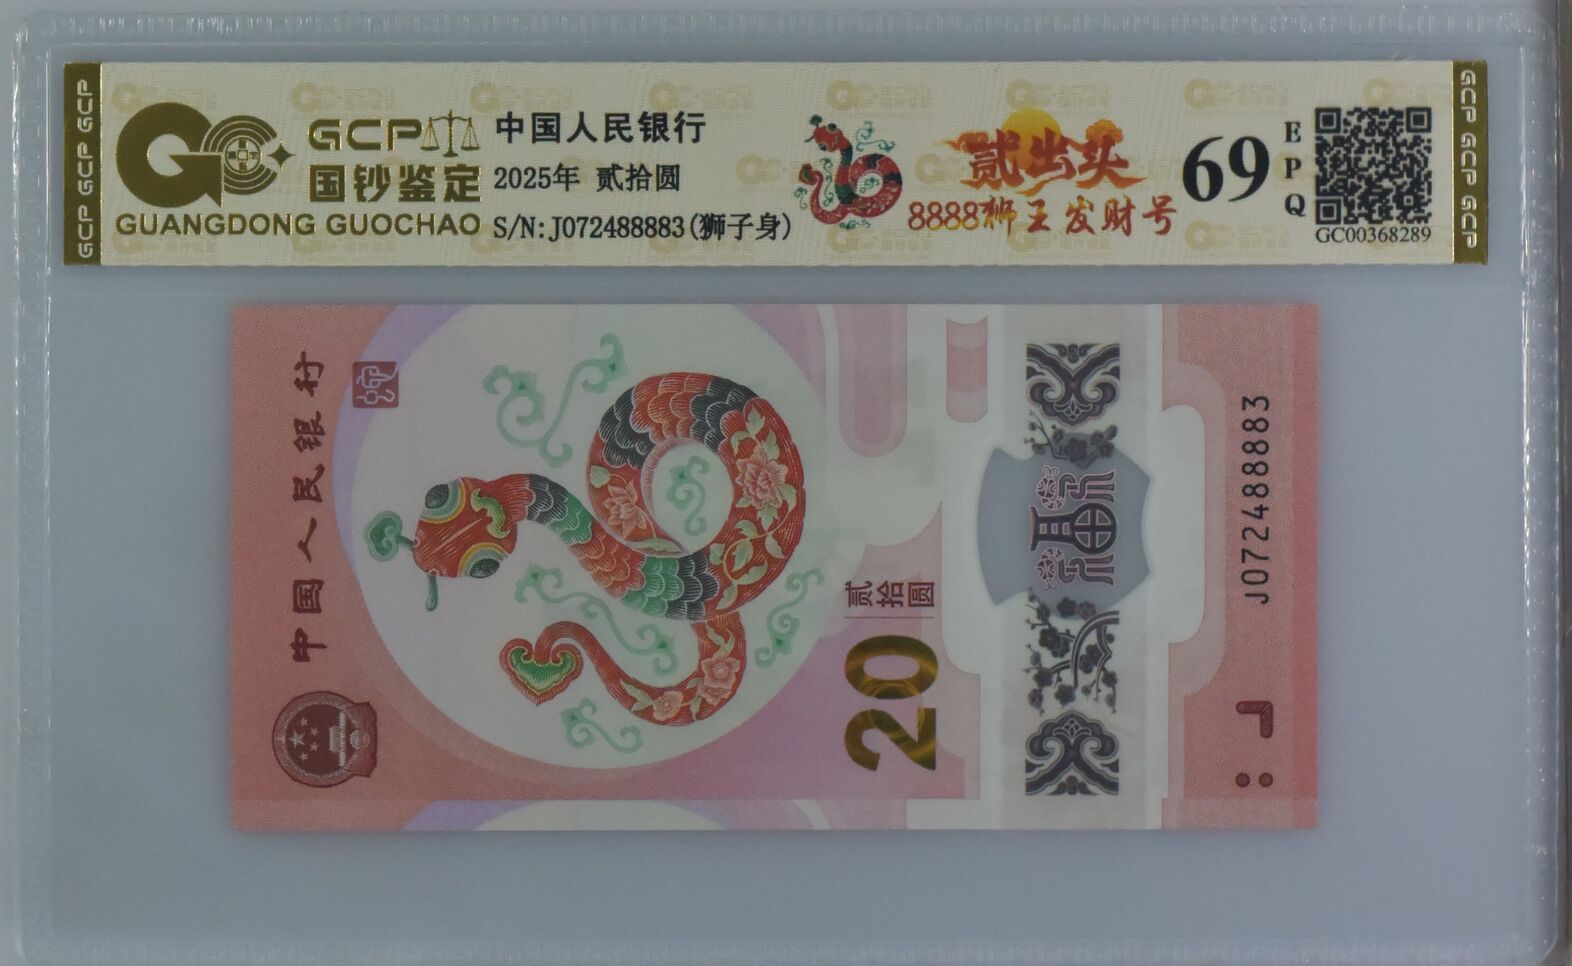 GCP GCP GCP
GCP
国钞鉴定
GUANGDONG GUOCHAO
中国人民银行
2025年 贰拾圆
S/N:J072488883(狮子身)
贰出头
8888狮王发财号
69
EPQ
GC00368289
GCP GCP GCP
中国人民银行
20
贰拾圆
福
J072488883